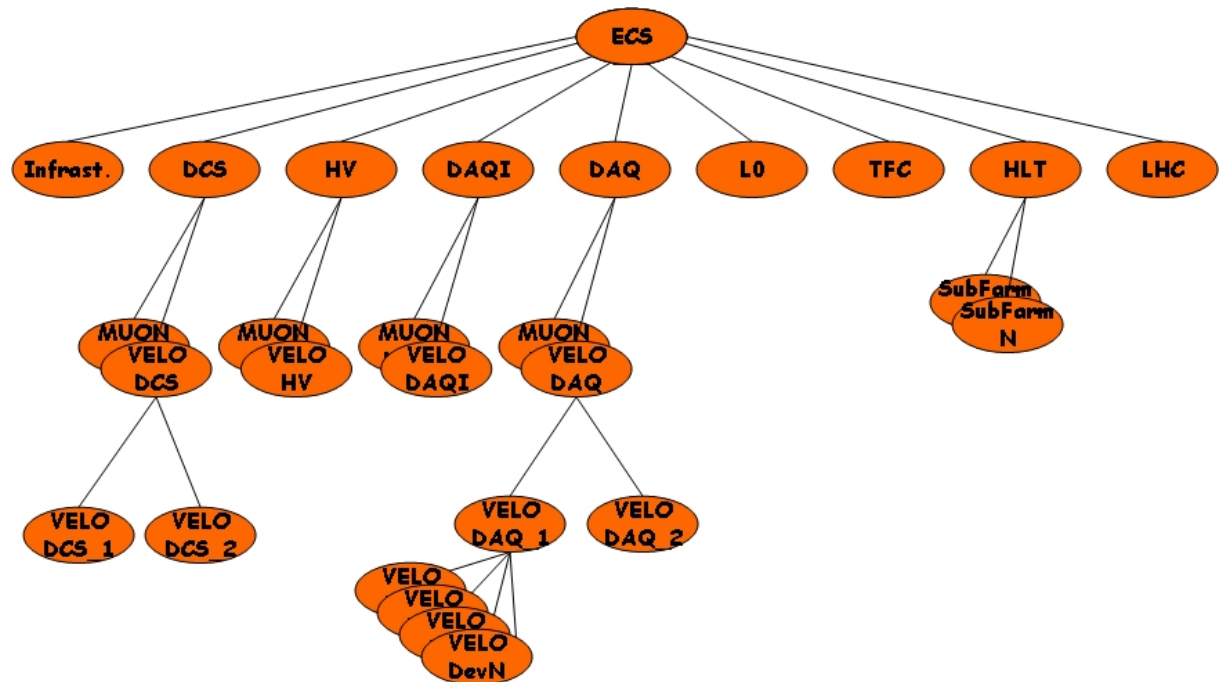 ECS
Infrast.
DCS
HV
DAQI
DAQ
L0
TFC
HLT
LHC
SubFarm
SubFarm
N
MUON
VELO
DCS
MUON
VELO
HV
MUON
VELO
DAQI
MUON
VELO
DAQ
VELO
DCS_1
VELO
DCS_2
VELO
DAQ_1
VELO
DAQ_2
VELO
VELO
VELO
VELO
DevN